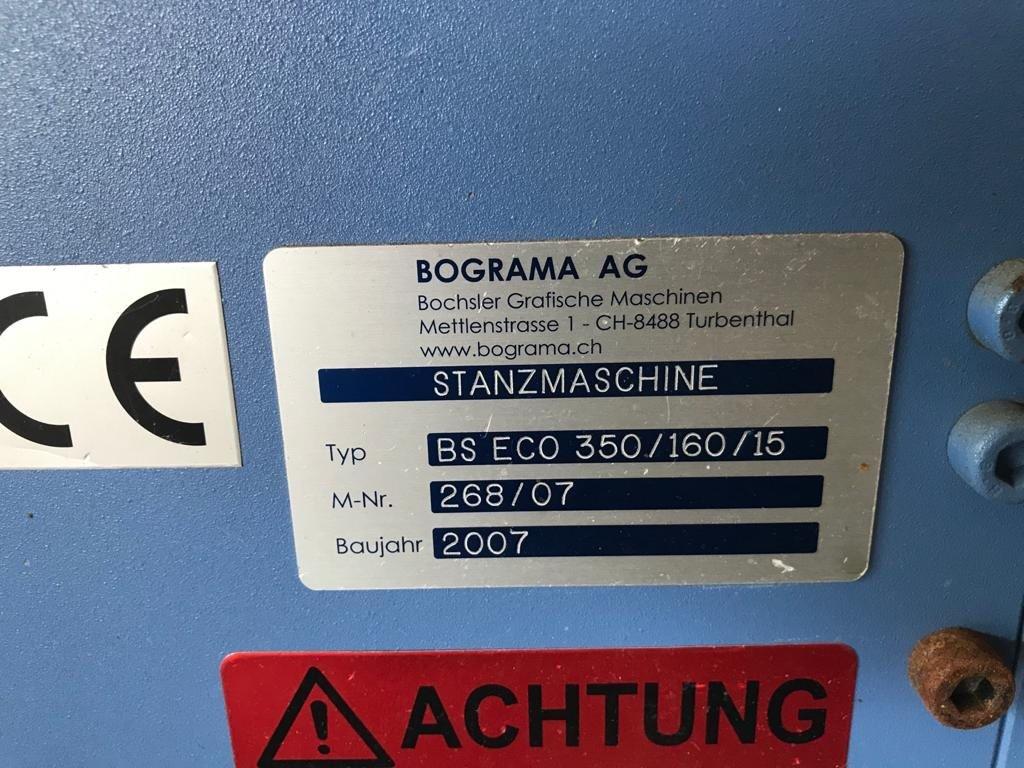 CE
BOGRAMA AG
Bochsler Grafische Maschinen
Mettlenstrasse 1 - CH-8488 Turbenthal
www.bograma.ch
STANZMASCHINE
Typ BS ECO 350/160/15
M-Nr. 268/07
Baujahr 2007
ACHTUNG